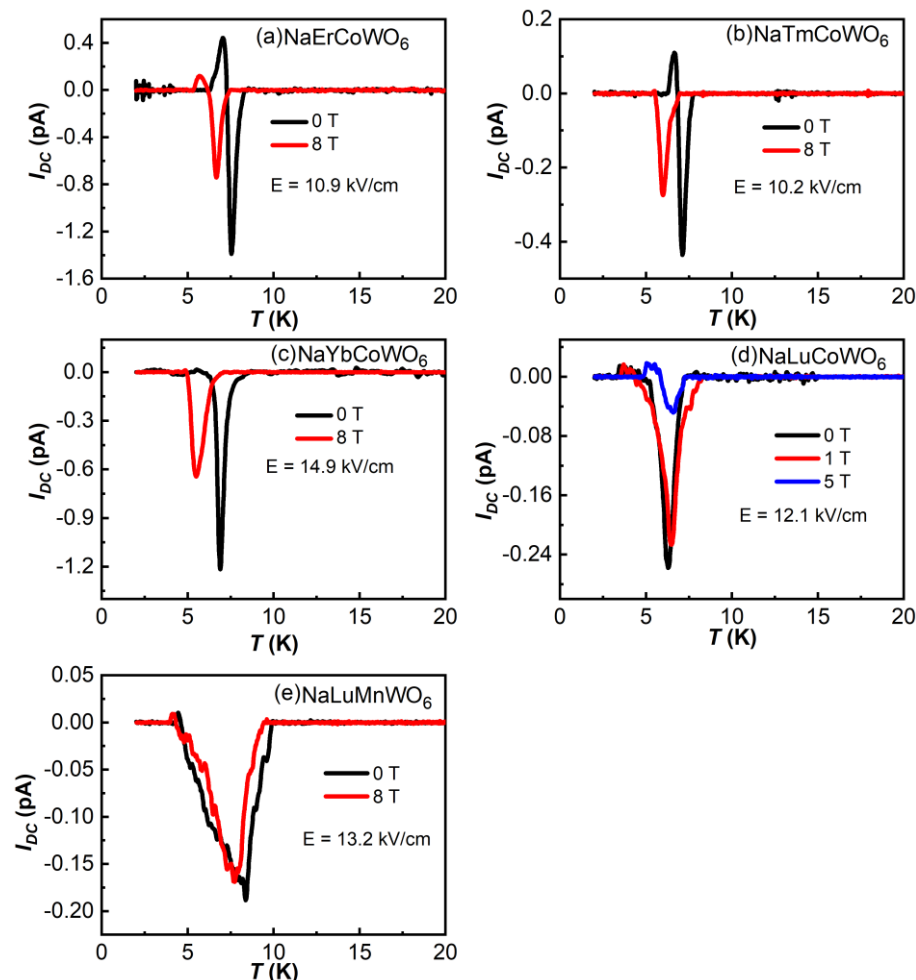 (a)NaErCoWO₆
0.4
0.0
-0.4
-0.8
-1.2
-1.6
I_DC (pA)
0 T
8 T
E = 10.9 kV/cm
0 5 10 15 20
T (K)
(b)NaTmCoWO₆
0.2
0.0
-0.2
-0.4
I_DC (pA)
0 T
8 T
E = 10.2 kV/cm
0 5 10 15 20
T (K)
(c)NaYbCoWO₆
0.0
-0.3
-0.6
-0.9
-1.2
I_DC (pA)
0 T
8 T
E = 14.9 kV/cm
0 5 10 15 20
T (K)
(d)NaLuCoWO₆
0.00
-0.08
-0.16
-0.24
I_DC (pA)
0 T
1 T
5 T
E = 12.1 kV/cm
0 5 10 15 20
T (K)
(e)NaLuMnWO₆
0.05
0.00
-0.05
-0.10
-0.15
-0.20
I_DC (pA)
0 T
8 T
E = 13.2 kV/cm
0 5 10 15 20
T (K)